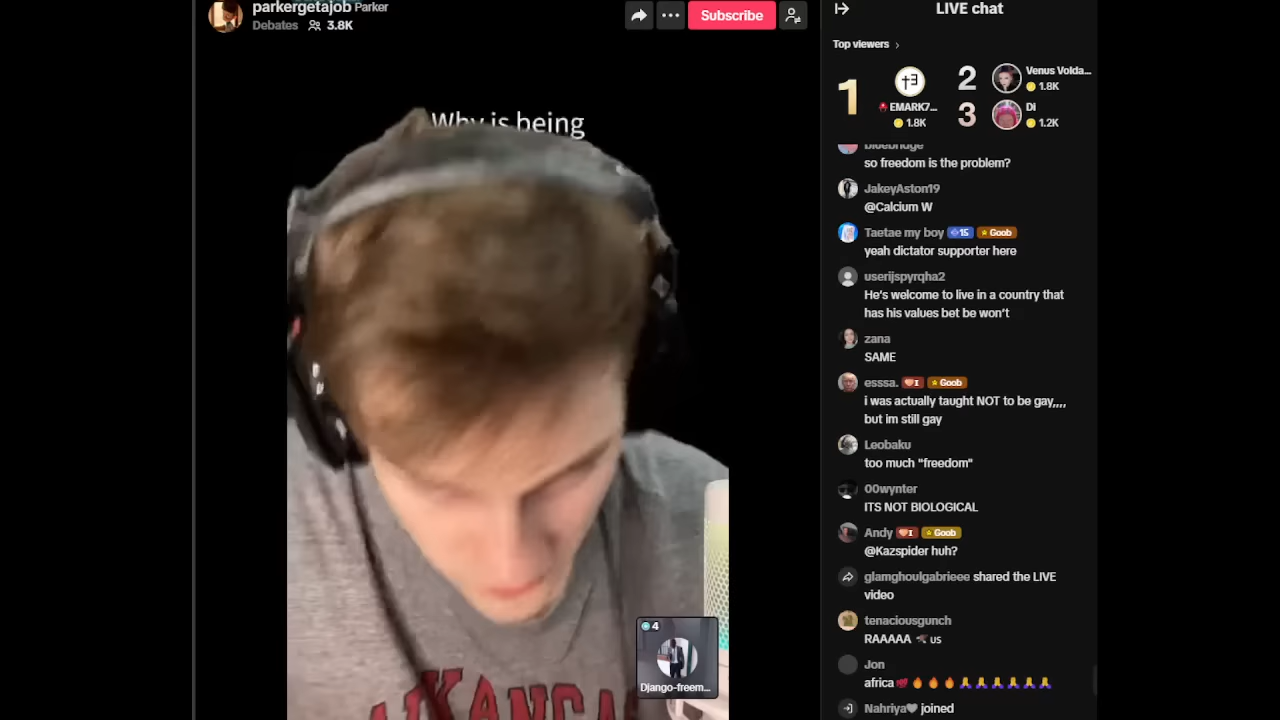 parkergetajob Parker
Debates 3.8K
Subscribe
Why is being
KANGA
4
Django-freem...
LIVE chat
Top viewers
1
EMARK7...
1.8K
2
Venus Volda...
1.8K
3
Di
1.2K
bluebridge
so freedom is the problem?
JakeyAston19
@Calcium W
Taetae my boy 15 Goob
yeah dictator supporter here
userijspyrqha2
He's welcome to live in a country that
has his values bet be won't
zana
SAME
esssa. I Goob
i was actually taught NOT to be gay,,,,
but im still gay
Leobaku
too much "freedom"
00wynter
ITS NOT BIOLOGICAL
Andy I Goob
@Kazspider huh?
glamghoulgabrieee shared the LIVE
video
tenaciousgunch
RAAAAA 🦅🇺🇸
Jon
africa💯🔥🔥🔥🧎‍♀️🧎‍♀️🧎‍♀️🧎‍♀️🧎‍♀️🧎‍♀️
Nahriya🤍 joined